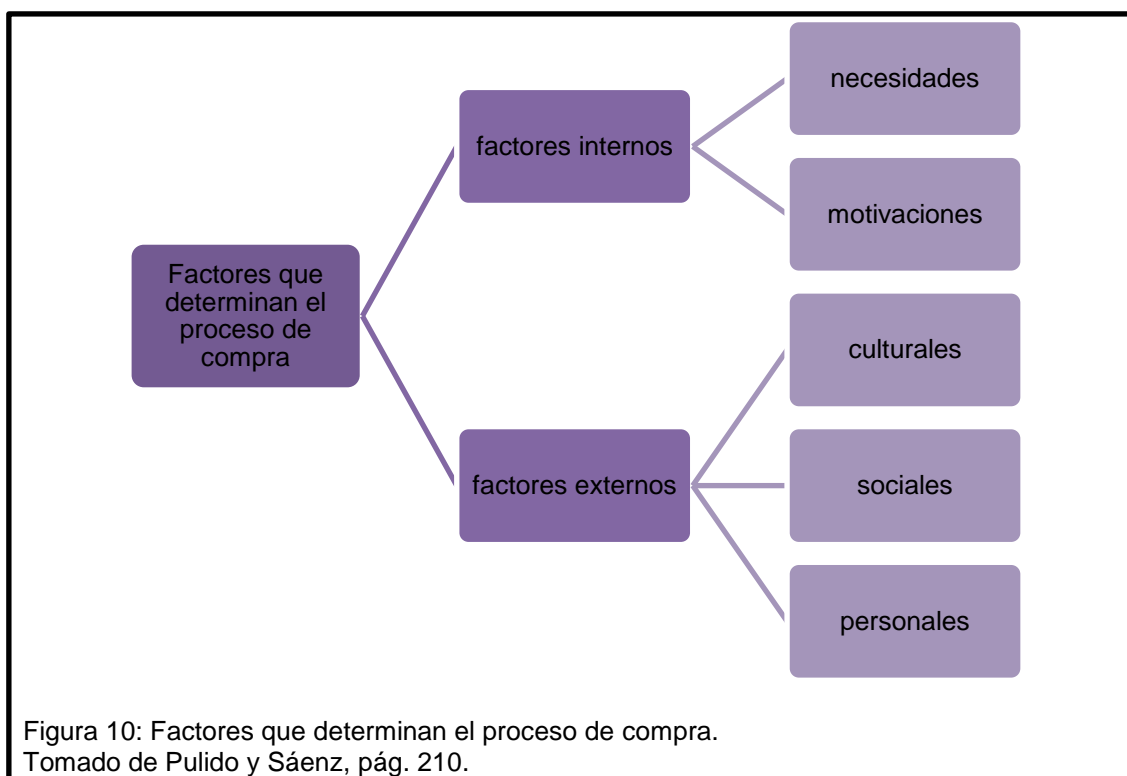 Factores que
determinan el
proceso de
compra
factores internos
necesidades
motivaciones
factores externos
culturales
sociales
personales
Figura 10: Factores que determinan el proceso de compra.
Tomado de Pulido y Sáenz, pág. 210.